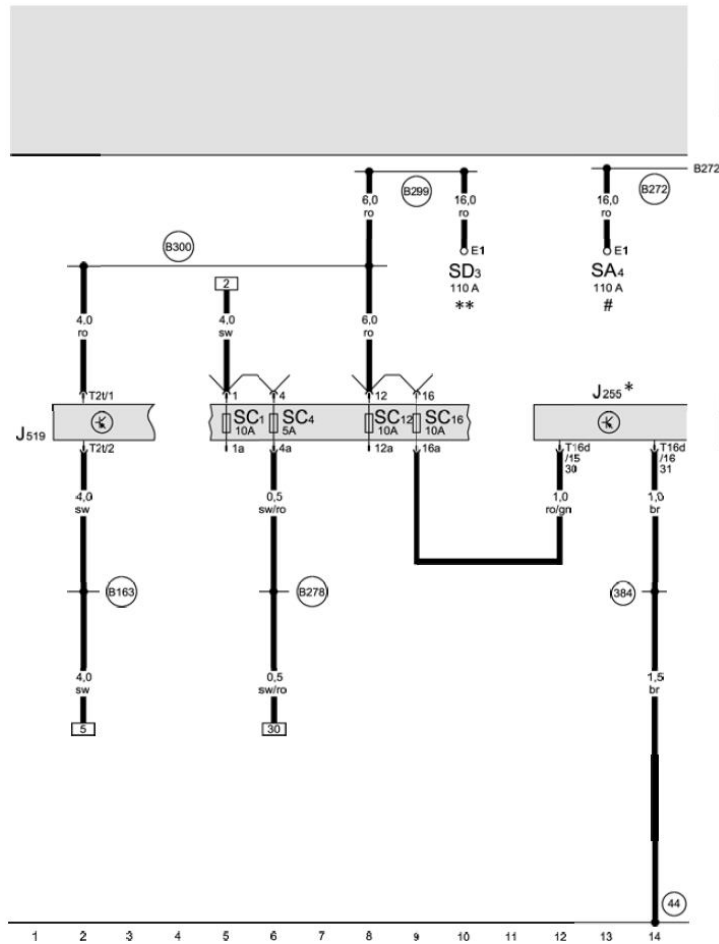 B272
B299
B272
6,0
ro
16,0
ro
16,0
ro
B300
E1
E1
SD3
SA4
2
110 A
110 A
**
#
4,0
ro
4,0
sw
6,0
ro
T2t/1
1
4
12
16
J255 *
J519
SC1
10A
SC4
5A
SC12
10A
SC16
10A
T2t/2
1a
4a
12a
16a
T16d
/15
30
T16d
/16
31
4,0
sw
0,5
sw/ro
1,0
ro/gn
1,0
br
B163
B278
384
4,0
sw
0,5
sw/ro
1,5
br
5
30
44
1 2 3 4 5 6 7 8 9 10 11 12 13 14